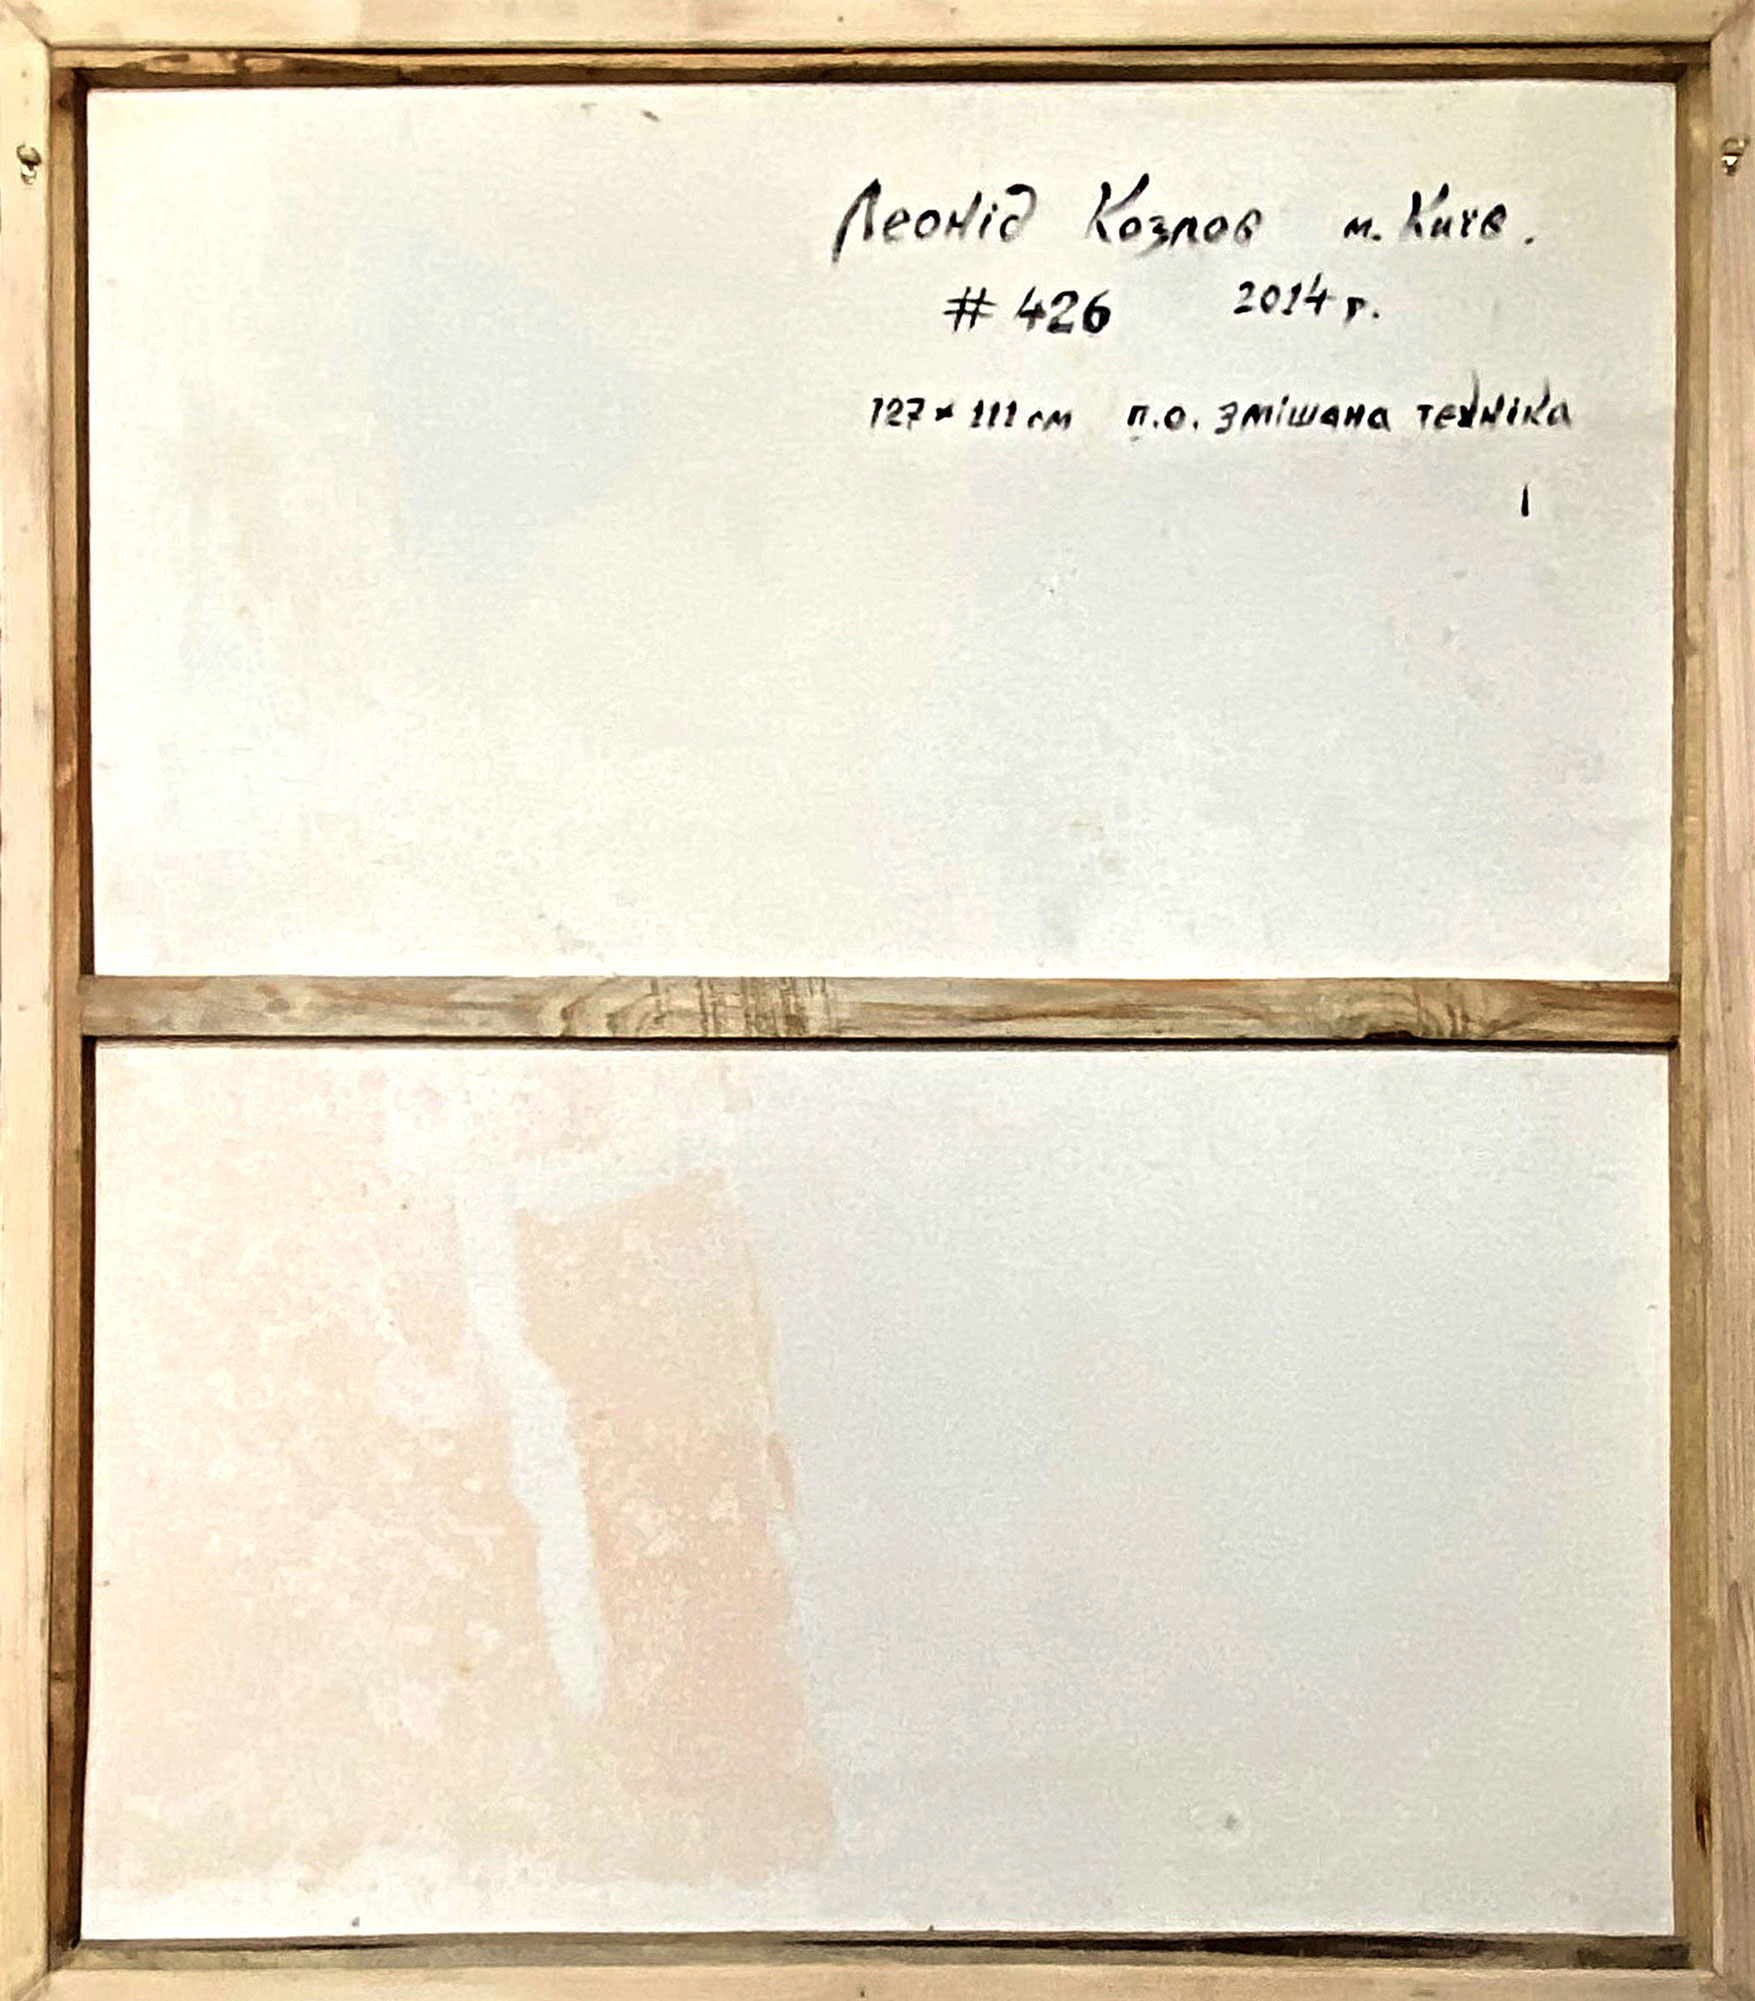 Леонід Козлов м. Київ.
# 426 2014 р.
127 × 111 см п.о. змішана техніка